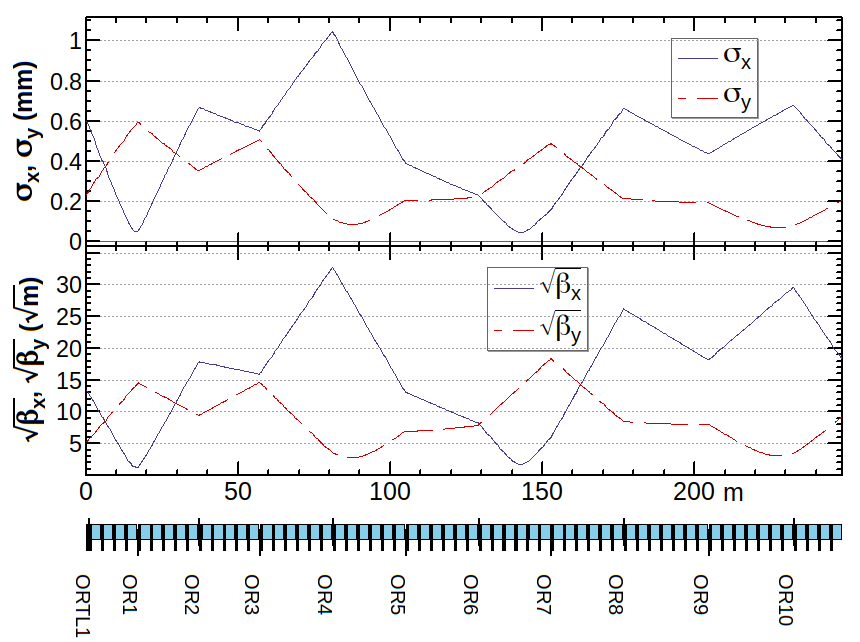 σx, σy (mm)
1
0.8
0.6
0.4
0.2
0
σx
σy
√βx, √βy (√m)
30
25
20
15
10
5
√βx
√βy
0 50 100 150 200 m
ORTL1 OR1 OR2 OR3 OR4 OR5 OR6 OR7 OR8 OR9 OR10